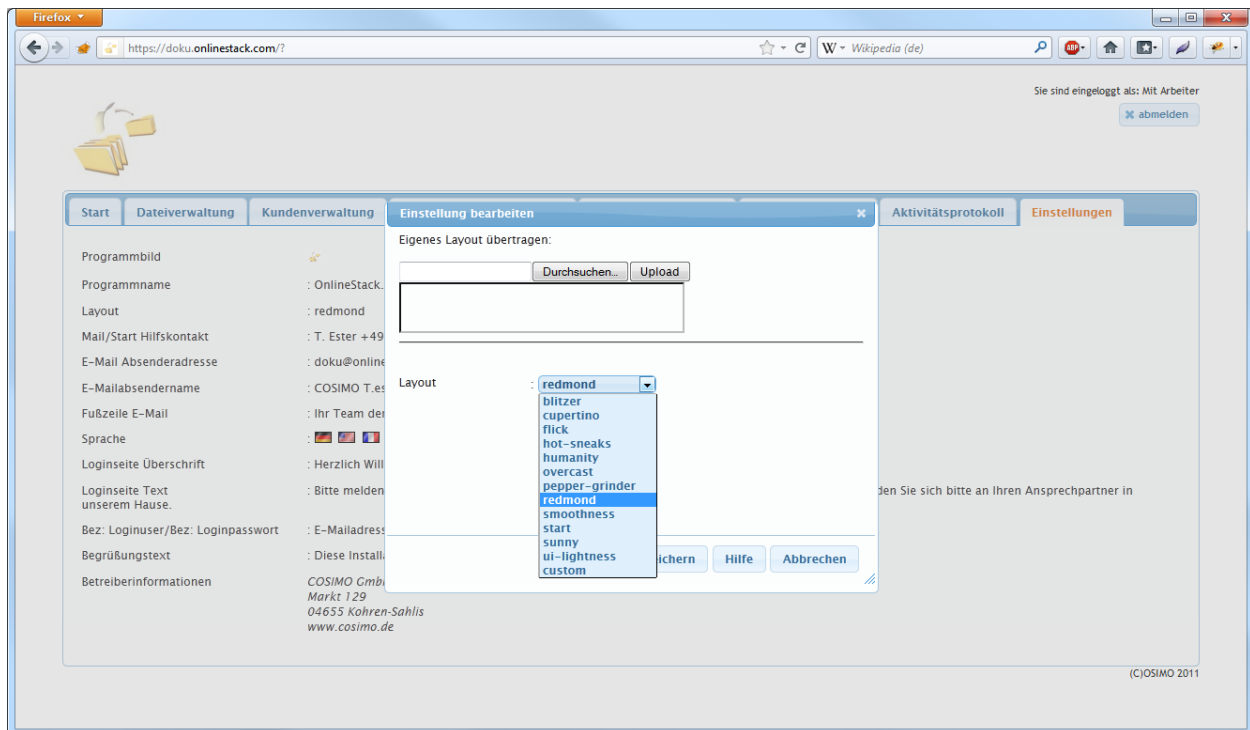 Firefox
https://doku.onlinestack.com/?
W Wikipedia (de)
ABP
Sie sind eingeloggt als: Mit Arbeiter
abmelden
Start
Dateiverwaltung
Kundenverwaltung
Aktivitätsprotokoll
Einstellungen
Einstellung bearbeiten
Eigenes Layout übertragen:
Durchsuchen...
Upload
Layout :
redmond
blitzer
cupertino
flick
hot-sneaks
humanity
overcast
pepper-grinder
redmond
smoothness
start
sunny
ui-lightness
custom
ichern
Hilfe
Abbrechen
Programmbild
Programmname : OnlineStack.
Layout : redmond
Mail/Start Hilfskontakt : T. Ester +49
E-Mail Absenderadresse : doku@online
E-Mailabsendername : COSIMO T.es
Fußzeile E-Mail : Ihr Team der
Sprache :
Loginseite Überschrift : Herzlich Will
Loginseite Text : Bitte melden den Sie sich bitte an Ihren Ansprechpartner in
unserem Hause.
Bez: Loginuser/Bez: Loginpasswort : E-Mailadress
Begrüßungstext : Diese Install
Betreiberinformationen COSIMO Gmb
Markt 129
04655 Kohren-Sahlis
www.cosimo.de
(C)OSIMO 2011